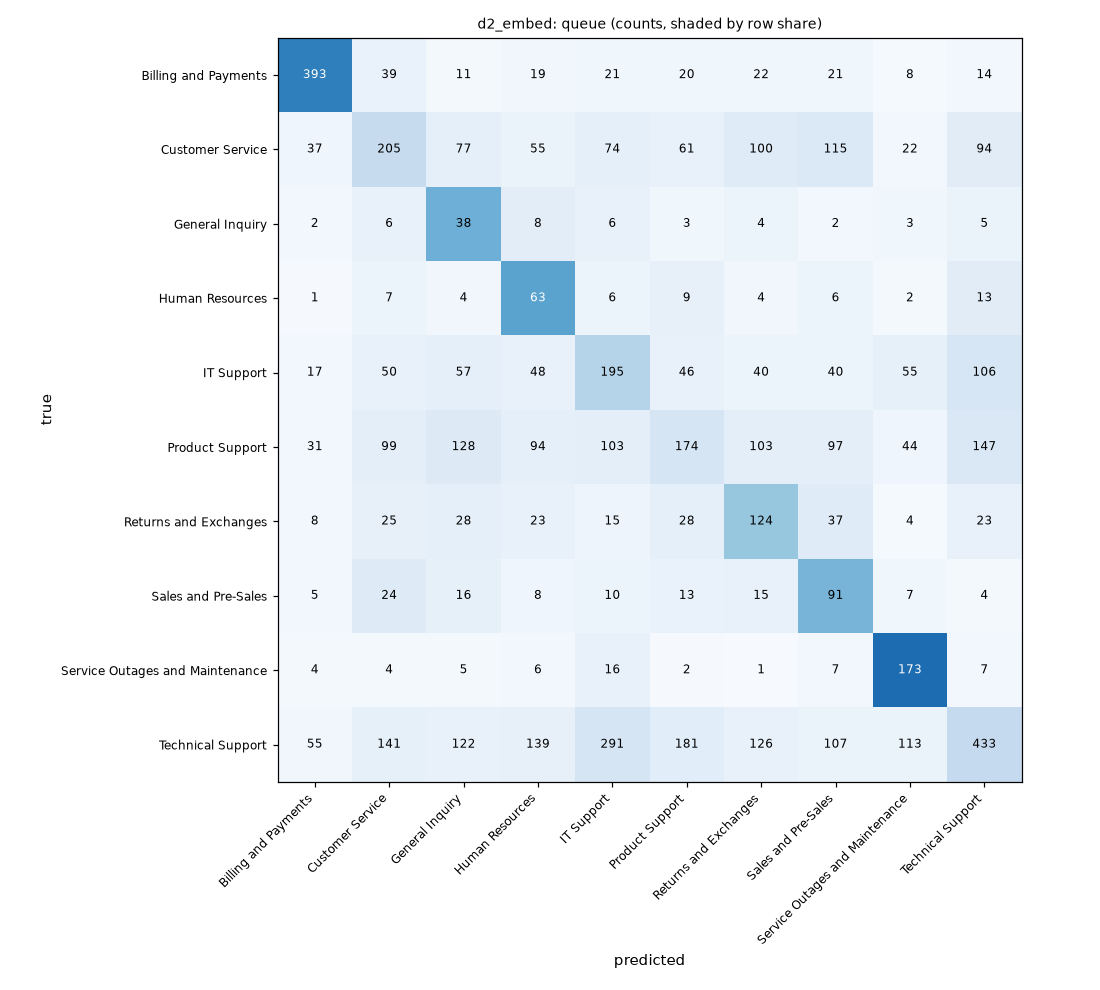 d2_embed: queue (counts, shaded by row share)
Billing and Payments 393 39 11 19 21 20 22 21 8 14
Customer Service 37 205 77 55 74 61 100 115 22 94
General Inquiry 2 6 38 8 6 3 4 2 3 5
Human Resources 1 7 4 63 6 9 4 6 2 13
IT Support 17 50 57 48 195 46 40 40 55 106
Product Support 31 99 128 94 103 174 103 97 44 147
Returns and Exchanges 8 25 28 23 15 28 124 37 4 23
Sales and Pre-Sales 5 24 16 8 10 13 15 91 7 4
Service Outages and Maintenance 4 4 5 6 16 2 1 7 173 7
Technical Support 55 141 122 139 291 181 126 107 113 433
true
Billing and Payments
Customer Service
General Inquiry
Human Resources
IT Support
Product Support
Returns and Exchanges
Sales and Pre-Sales
Service Outages and Maintenance
Technical Support
predicted